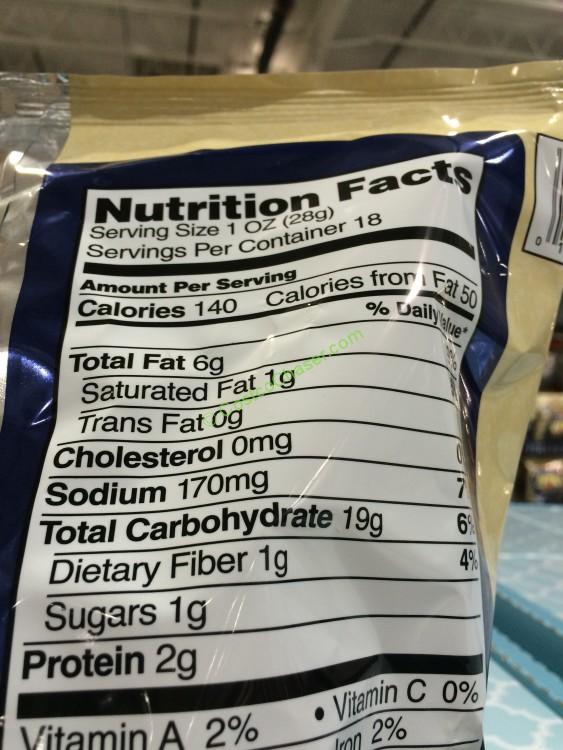 Nutrition Facts
Serving Size 1 OZ (28g)
Servings Per Container 18
Amount Per Serving
Calories 140 Calories from Fat 50
% Daily Value*
Total Fat 6g
Saturated Fat 1g
Trans Fat 0g
Cholesterol 0mg
Sodium 170mg 7
Total Carbohydrate 19g 6%
Dietary Fiber 1g 4%
Sugars 1g
Protein 2g
Vitamin A 2% • Vitamin C 0%
Iron 2%